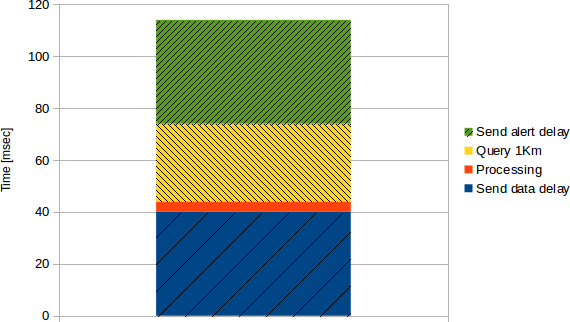 120
100
80
60
40
20
0
Time [msec]
Send alert delay
Query 1Km
Processing
Send data delay